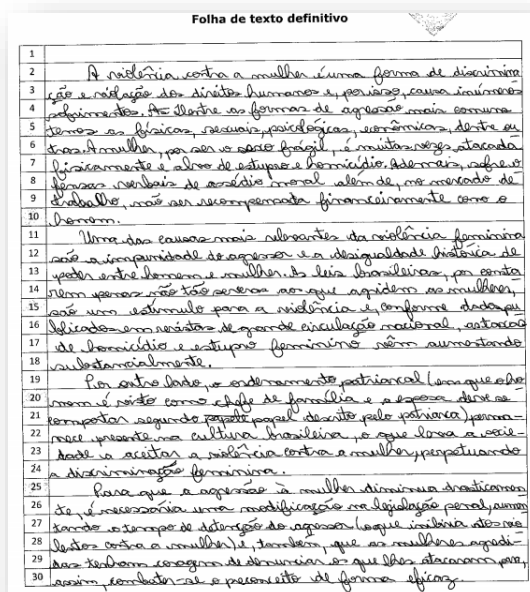 Folha de texto definitivo
1
2 A violência contra a mulher é uma forma de discrimina
3 ção e violação dos direitos humanos e, por isso, causa inúmeros
4 sofrimentos. Dentre as formas de agressão mais comuns
5 temos as físicas, sexuais, psicológicas, econômicas, dentre ou
6 tras. A mulher, por ser o sexo frágil, é muitas vezes, atacada
7 fisicamente e alvo de estupro e homicídio. Ademais, sofre o
8 fensas verbais de assédio moral além de, no mercado de
9 trabalho, não ser recompensada financeiramente como o
10 homem.
11 Uma das causas mais relevantes da violência feminina
12 são a impunidade do agressor e a desigualdade histórica de
13 poder entre homem e mulher. As leis brasileiras, por conta
14 rem penas não tão severas aos que agridem as mulheres,
15 são um estímulo para a violência e, conforme dados pu
16 blicados em revistas de grande circulação nacional, as taxas
17 de homicídio e estupro feminino vêm aumentando
18 substancialmente.
19 Por outro lado, o ordenamento patriarcal (em que o ho
20 mem é visto como chefe de família e a esposa deve se
21 comportar segundo papel descrito pelo patriarca) perma-
22 nece presente na cultura brasileira, o que leva a socie-
23 dade a aceitar a violência contra a mulher, perpetuando
24 a discriminação feminina.
25 Para que a agressão à mulher diminua drasticamen
26 te, é necessária uma modificação na legislação penal, aumen
27 tando o tempo de detenção do agressor (o que inibiria atos vio
28 lentos contra a mulher) e, também, que as mulheres agredi-
29 das tenham coragem de denunciar os que lhes atacaram para,
30 assim, combater-se o preconceito de forma eficaz.